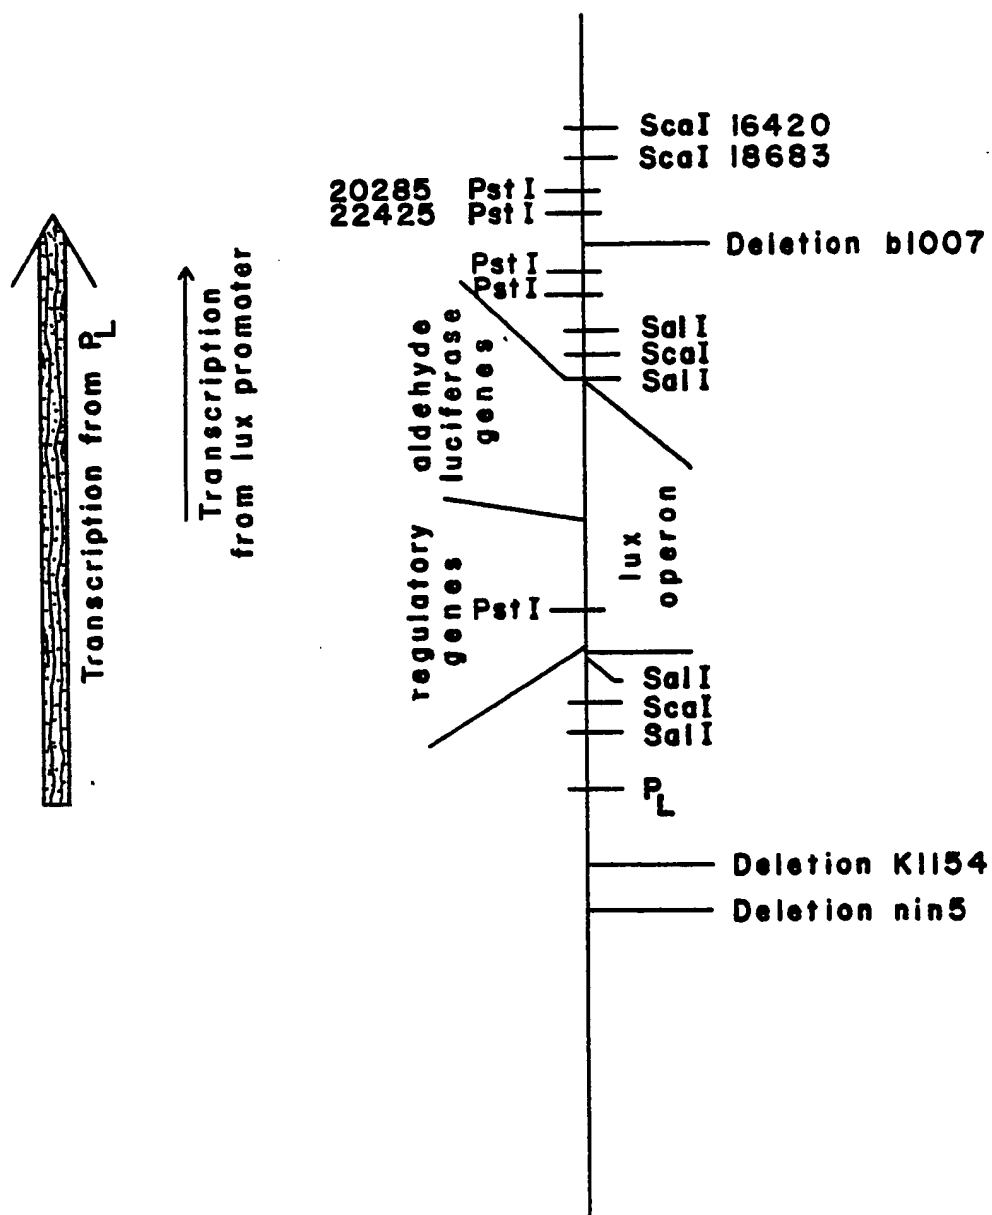 ScaI 16420
ScaI 18683
20285 PstI
22425 PstI
Deletion b1007
PstI
PstI
SalI
ScaI
SalI
Transcription from PL
Transcription
from lux promoter
aldehyde
luciferase
genes
lux
operon
regulatory
genes
PstI
SalI
ScaI
SalI
PL
Deletion K1154
Deletion nin5